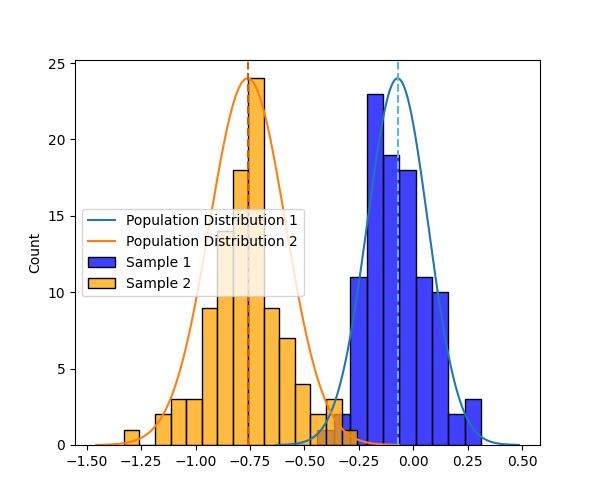 25
20
15
10
5
0
Count
Population Distribution 1
Population Distribution 2
Sample 1
Sample 2
−1.50 −1.25 −1.00 −0.75 −0.50 −0.25 0.00 0.25 0.50